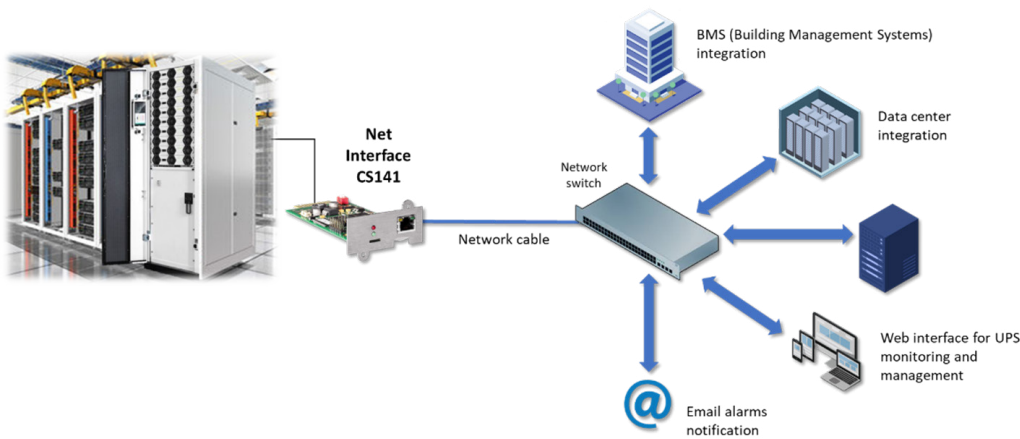 BMS (Building Management Systems)
integration
Data center
integration
Net
Interface
CS141
Network
switch
Network cable
Web interface for UPS
monitoring and
management
@
Email alarms
notification